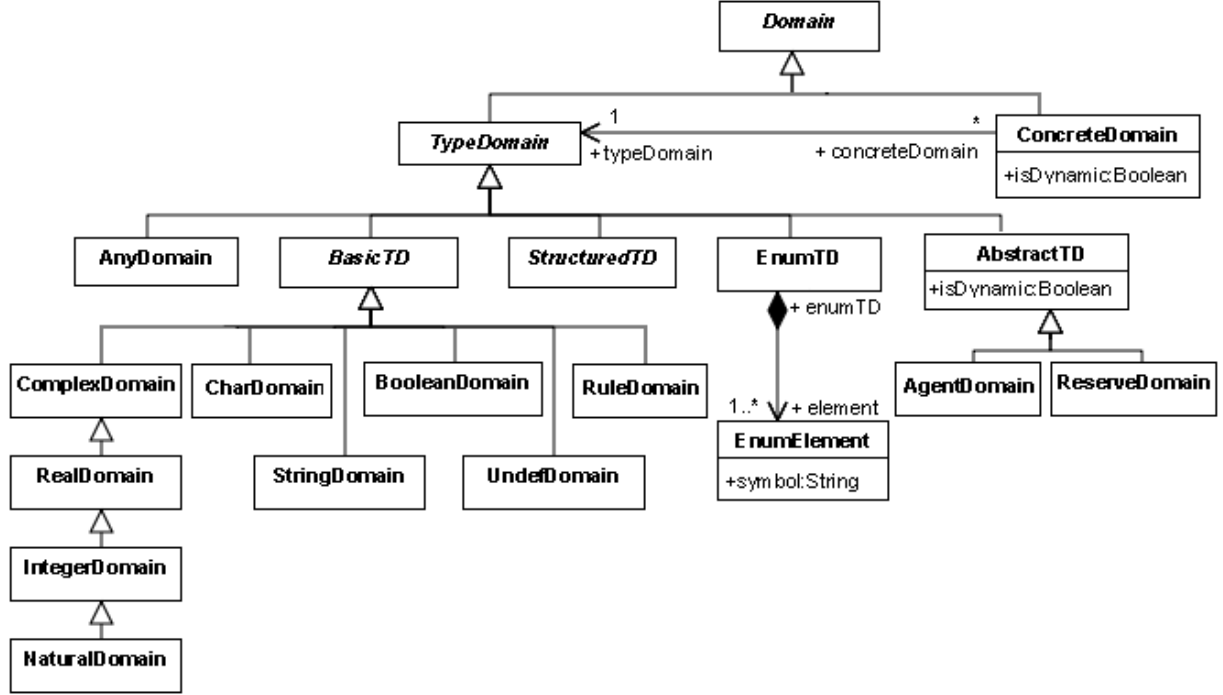 Domain
1
*
TypeDomain
ConcreteDomain
+typeDomain
+ concreteDomain
+isDynamic:Boolean
AnyDomain
BasicTD
StructuredTD
EnumTD
AbstractTD
+isDynamic:Boolean
+ enumTD
ComplexDomain
CharDomain
BooleanDomain
RuleDomain
AgentDomain
ReserveDomain
1..*
+ element
EnumElement
RealDomain
StringDomain
UndefDomain
+symbol:String
IntegerDomain
NaturalDomain